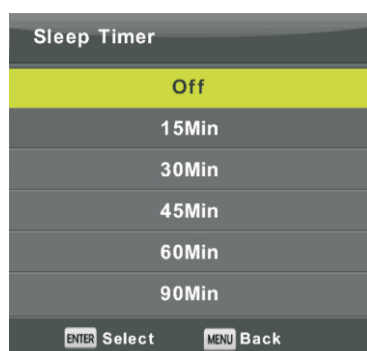 Sleep Timer
Off
15Min
30Min
45Min
60Min
90Min
ENTER Select MENU Back